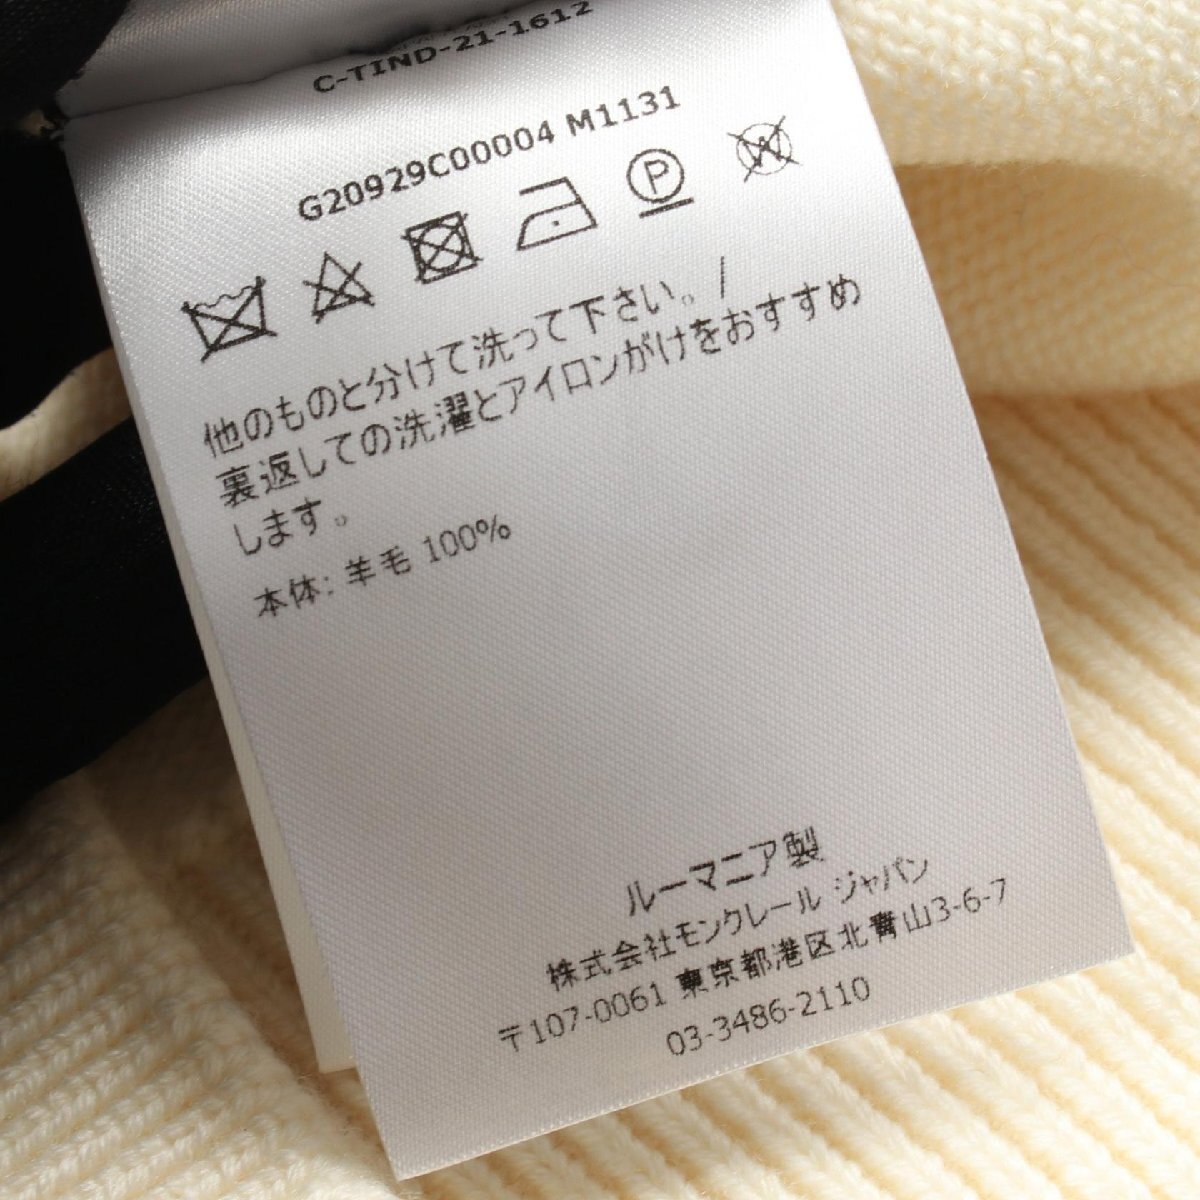 C-TIND-21-1612
G20929C00004 M1131
P
W
他のものと分けて洗って下さい。/
裏返しての洗濯とアイロンがけをおすすめ
します。
本体: 羊毛 100%
ルーマニア製
株式会社モンクレール ジャパン
〒107-0061 東京都港区北青山3-6-7
03-3486-2110